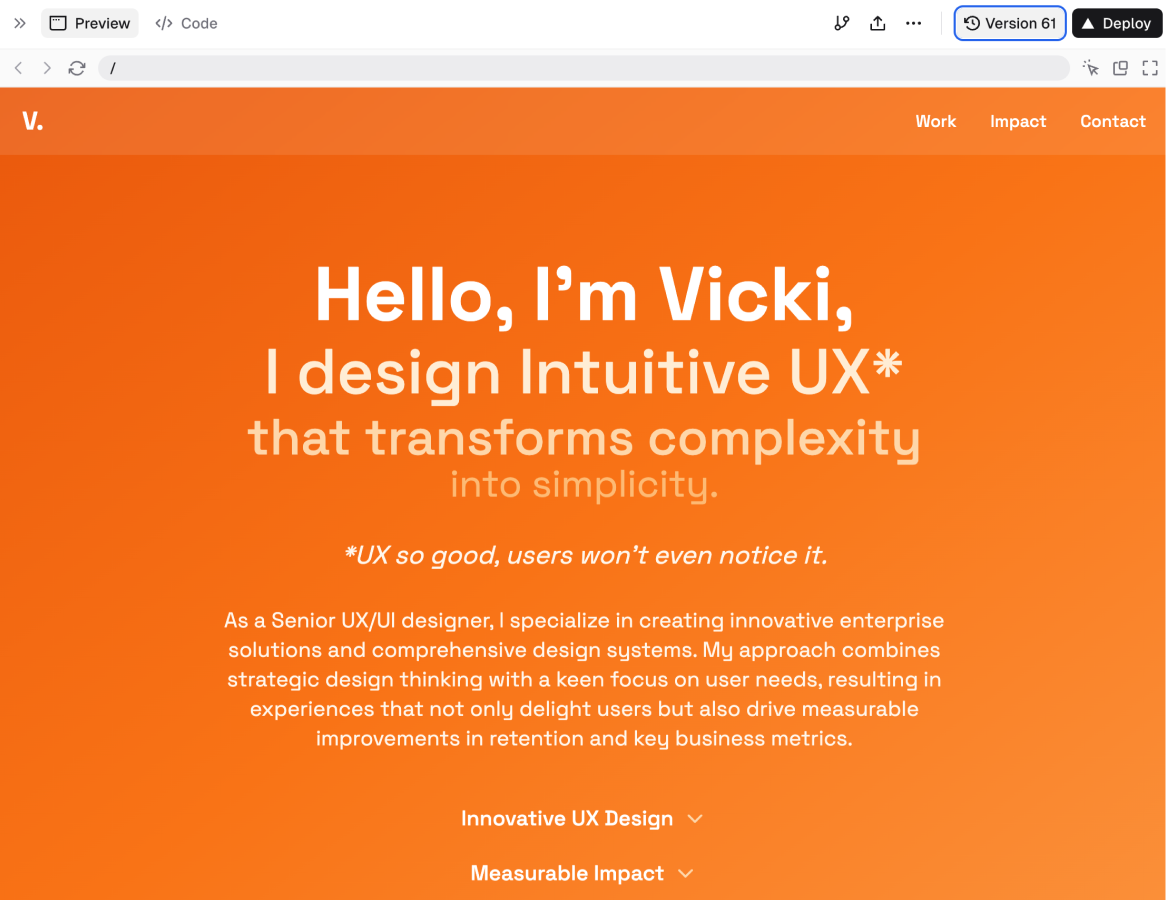 Preview
Code
Version 61
Deploy
/
V.
Work
Impact
Contact
Hello, I’m Vicki,
I design Intuitive UX*
that transforms complexity
into simplicity.
*UX so good, users won’t even notice it.
As a Senior UX/UI designer, I specialize in creating innovative enterprise
solutions and comprehensive design systems. My approach combines
strategic design thinking with a keen focus on user needs, resulting in
experiences that not only delight users but also drive measurable
improvements in retention and key business metrics.
Innovative UX Design
Measurable Impact